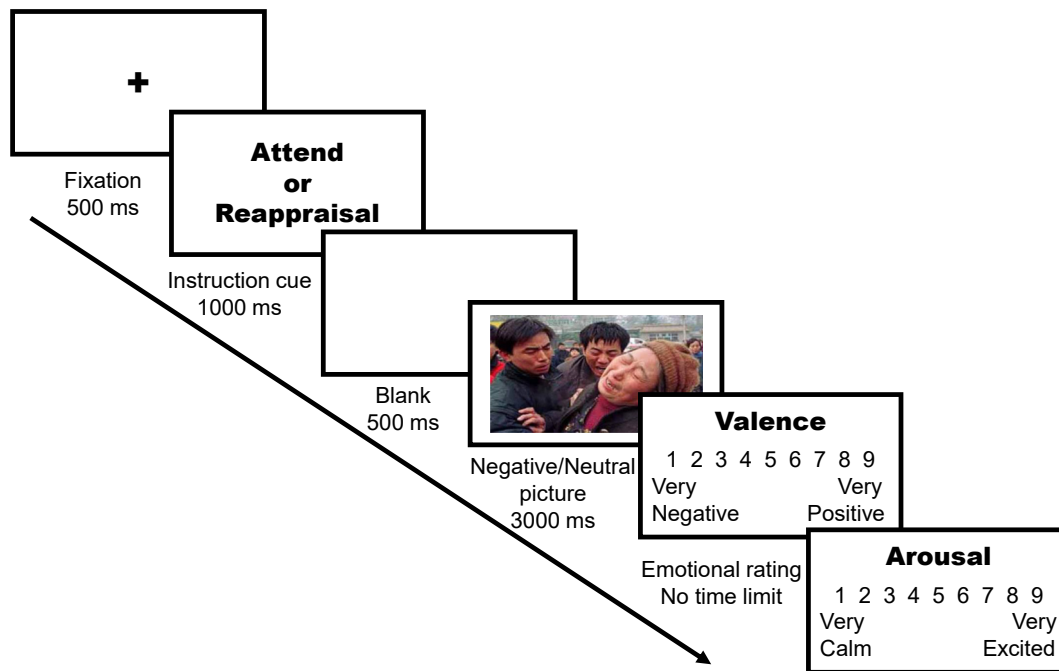 +
Fixation
500 ms
Attend
or
Reappraisal
Instruction cue
1000 ms
Blank
500 ms
Negative/Neutral
picture
3000 ms
Valence
1 2 3 4 5 6 7 8 9
Very Very
Negative Positive
Emotional rating
No time limit
Arousal
1 2 3 4 5 6 7 8 9
Very Very
Calm Excited